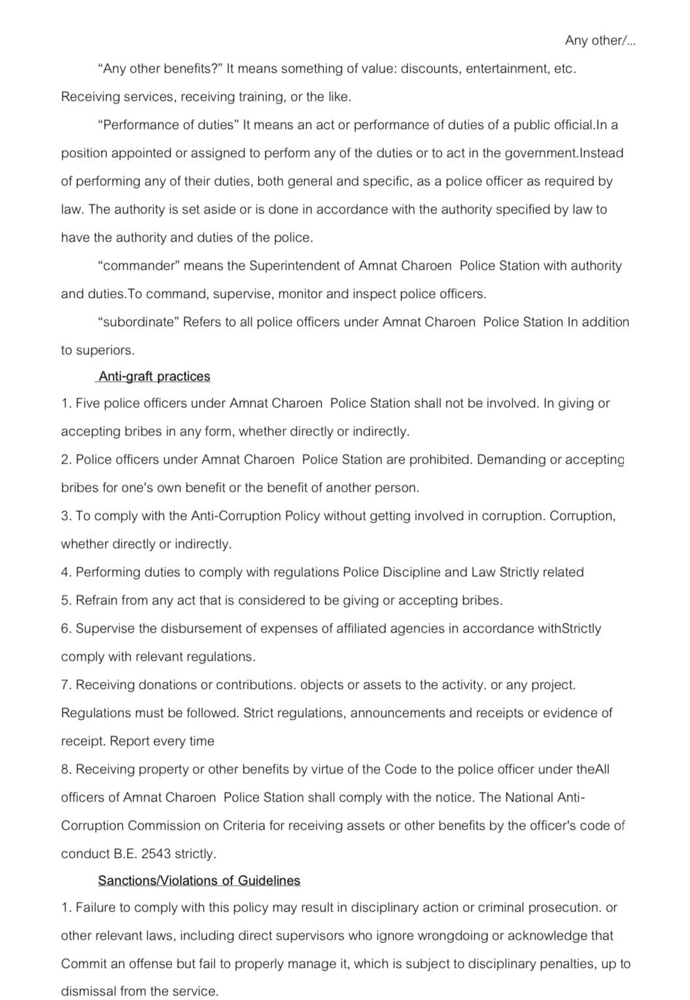 Any other/...
“Any other benefits?” It means something of value: discounts, entertainment, etc.
Receiving services, receiving training, or the like.
“Performance of duties” It means an act or performance of duties of a public official.In a
position appointed or assigned to perform any of the duties or to act in the government.Instead
of performing any of their duties, both general and specific, as a police officer as required by
law. The authority is set aside or is done in accordance with the authority specified by law to
have the authority and duties of the police.
“commander” means the Superintendent of Amnat Charoen  Police Station with authority
and duties.To command, supervise, monitor and inspect police officers.
“subordinate” Refers to all police officers under Amnat Charoen  Police Station In addition
to superiors.
Anti-graft practices
1. Five police officers under Amnat Charoen  Police Station shall not be involved. In giving or
accepting bribes in any form, whether directly or indirectly.
2. Police officers under Amnat Charoen  Police Station are prohibited. Demanding or accepting
bribes for one's own benefit or the benefit of another person.
3. To comply with the Anti-Corruption Policy without getting involved in corruption. Corruption,
whether directly or indirectly.
4. Performing duties to comply with regulations Police Discipline and Law Strictly related
5. Refrain from any act that is considered to be giving or accepting bribes.
6. Supervise the disbursement of expenses of affiliated agencies in accordance withStrictly
comply with relevant regulations.
7. Receiving donations or contributions. objects or assets to the activity. or any project.
Regulations must be followed. Strict regulations, announcements and receipts or evidence of
receipt. Report every time
8. Receiving property or other benefits by virtue of the Code to the police officer under theAll
officers of Amnat Charoen  Police Station shall comply with the notice. The National Anti-
Corruption Commission on Criteria for receiving assets or other benefits by the officer's code of
conduct B.E. 2543 strictly.
Sanctions/Violations of Guidelines
1. Failure to comply with this policy may result in disciplinary action or criminal prosecution. or
other relevant laws, including direct supervisors who ignore wrongdoing or acknowledge that
Commit an offense but fail to properly manage it, which is subject to disciplinary penalties, up to
dismissal from the service.